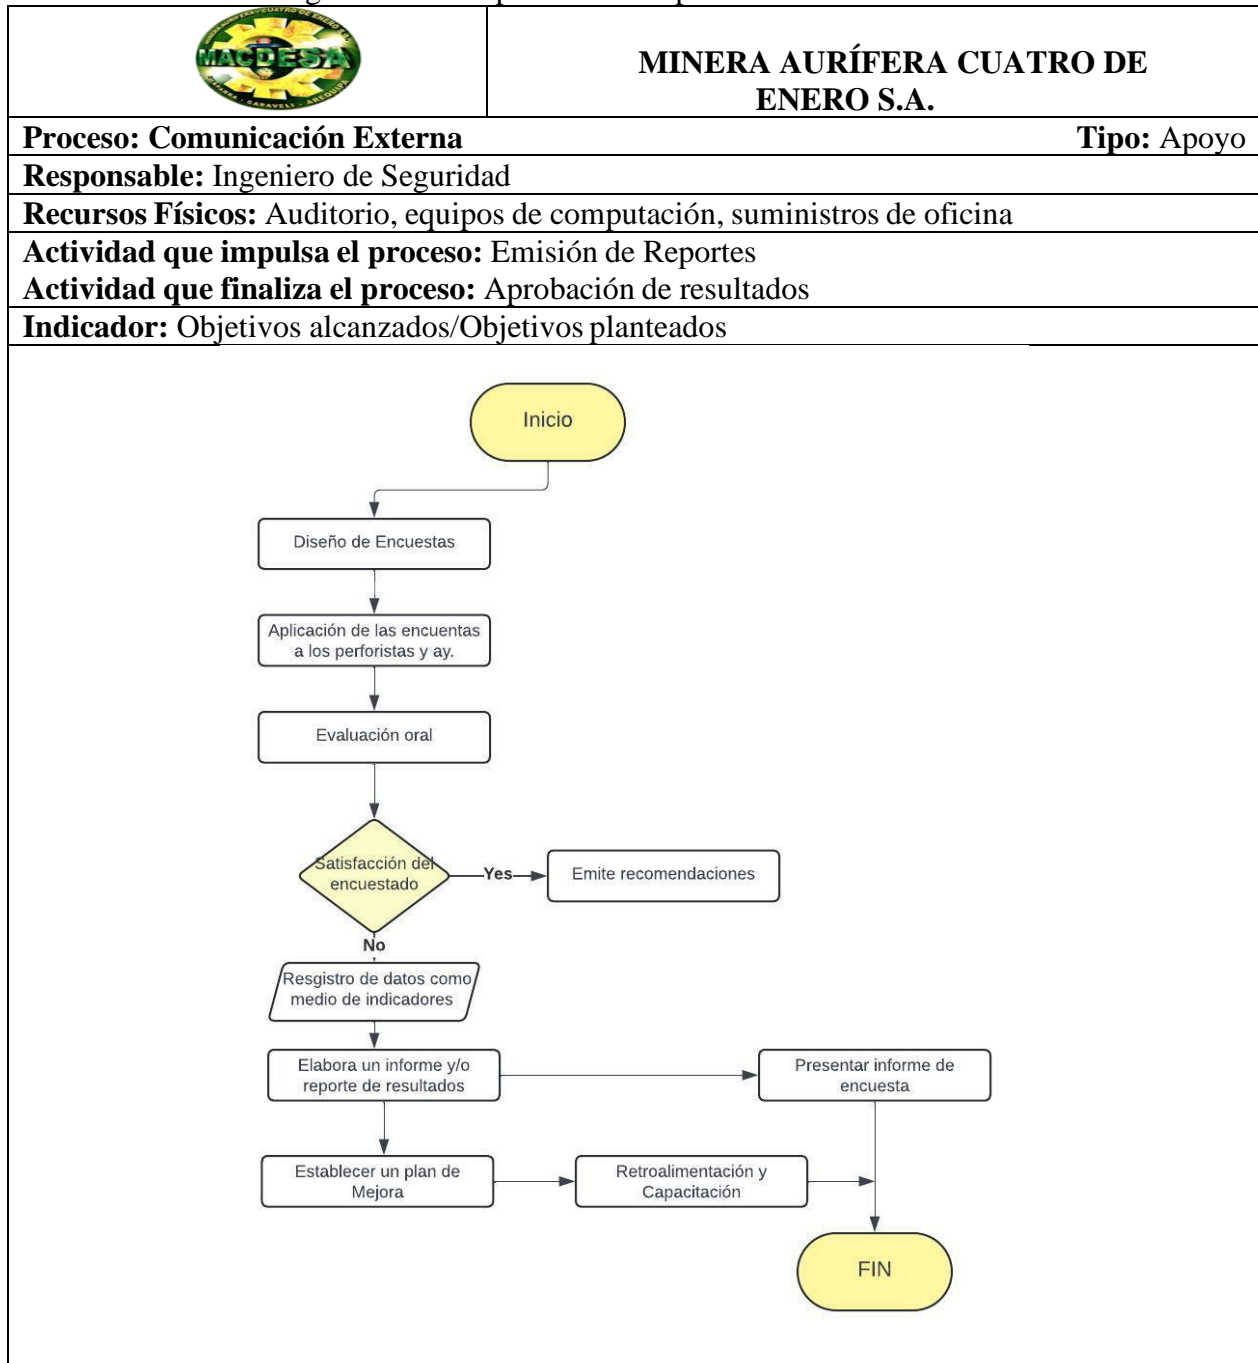 MACDESA
CHAPARRA - CARAVELI - AREQUIPA
MINERA AURÍFERA CUATRO DE
ENERO S.A.
Proceso: Comunicación Externa Tipo: Apoyo
Responsable: Ingeniero de Seguridad
Recursos Físicos: Auditorio, equipos de computación, suministros de oficina
Actividad que impulsa el proceso: Emisión de Reportes
Actividad que finaliza el proceso: Aprobación de resultados
Indicador: Objetivos alcanzados/Objetivos planteados
Inicio
Diseño de Encuestas
Aplicación de las encuentas
a los perforistas y ay.
Evaluación oral
Satisfacción del
encuestado
Yes
Emite recomendaciones
No
Resgistro de datos como
medio de indicadores
Elabora un informe y/o
reporte de resultados
Presentar informe de
encuesta
Establecer un plan de
Mejora
Retroalimentación y
Capacitación
FIN